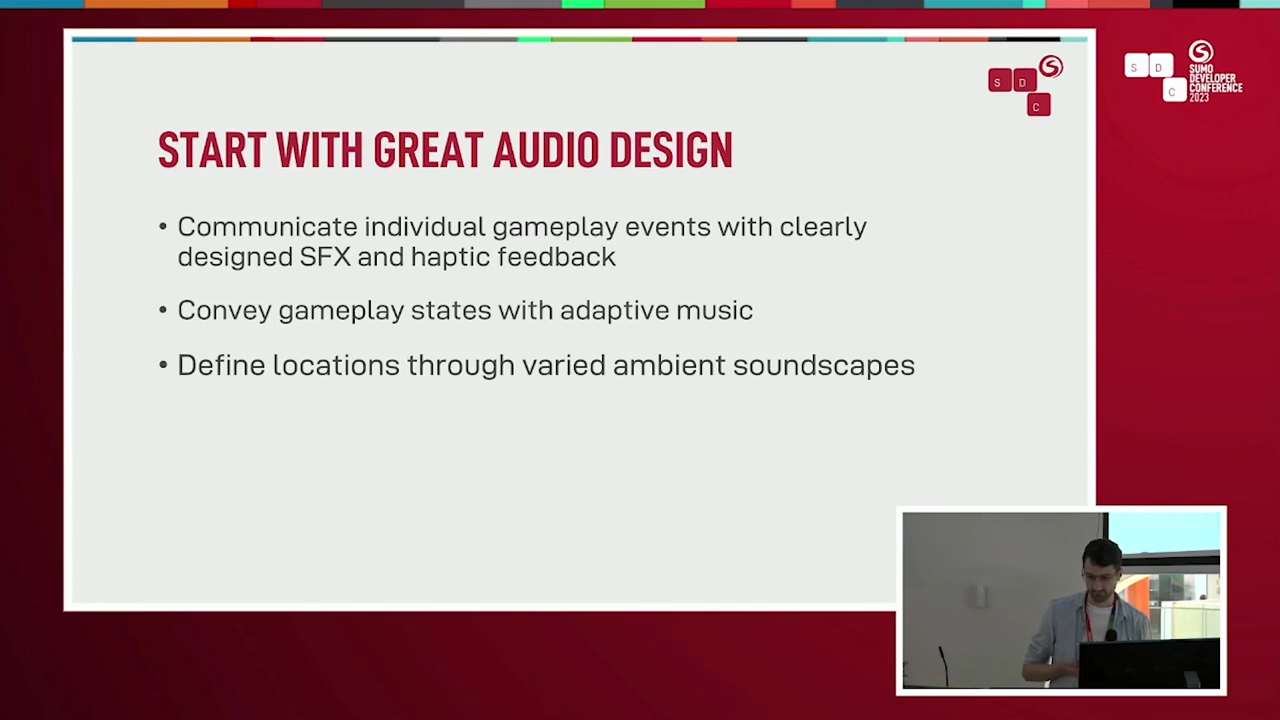 S D
C
SUMO
DEVELOPER
CONFERENCE
2023
S D
C
START WITH GREAT AUDIO DESIGN
• Communicate individual gameplay events with clearly
designed SFX and haptic feedback
• Convey gameplay states with adaptive music
• Define locations through varied ambient soundscapes